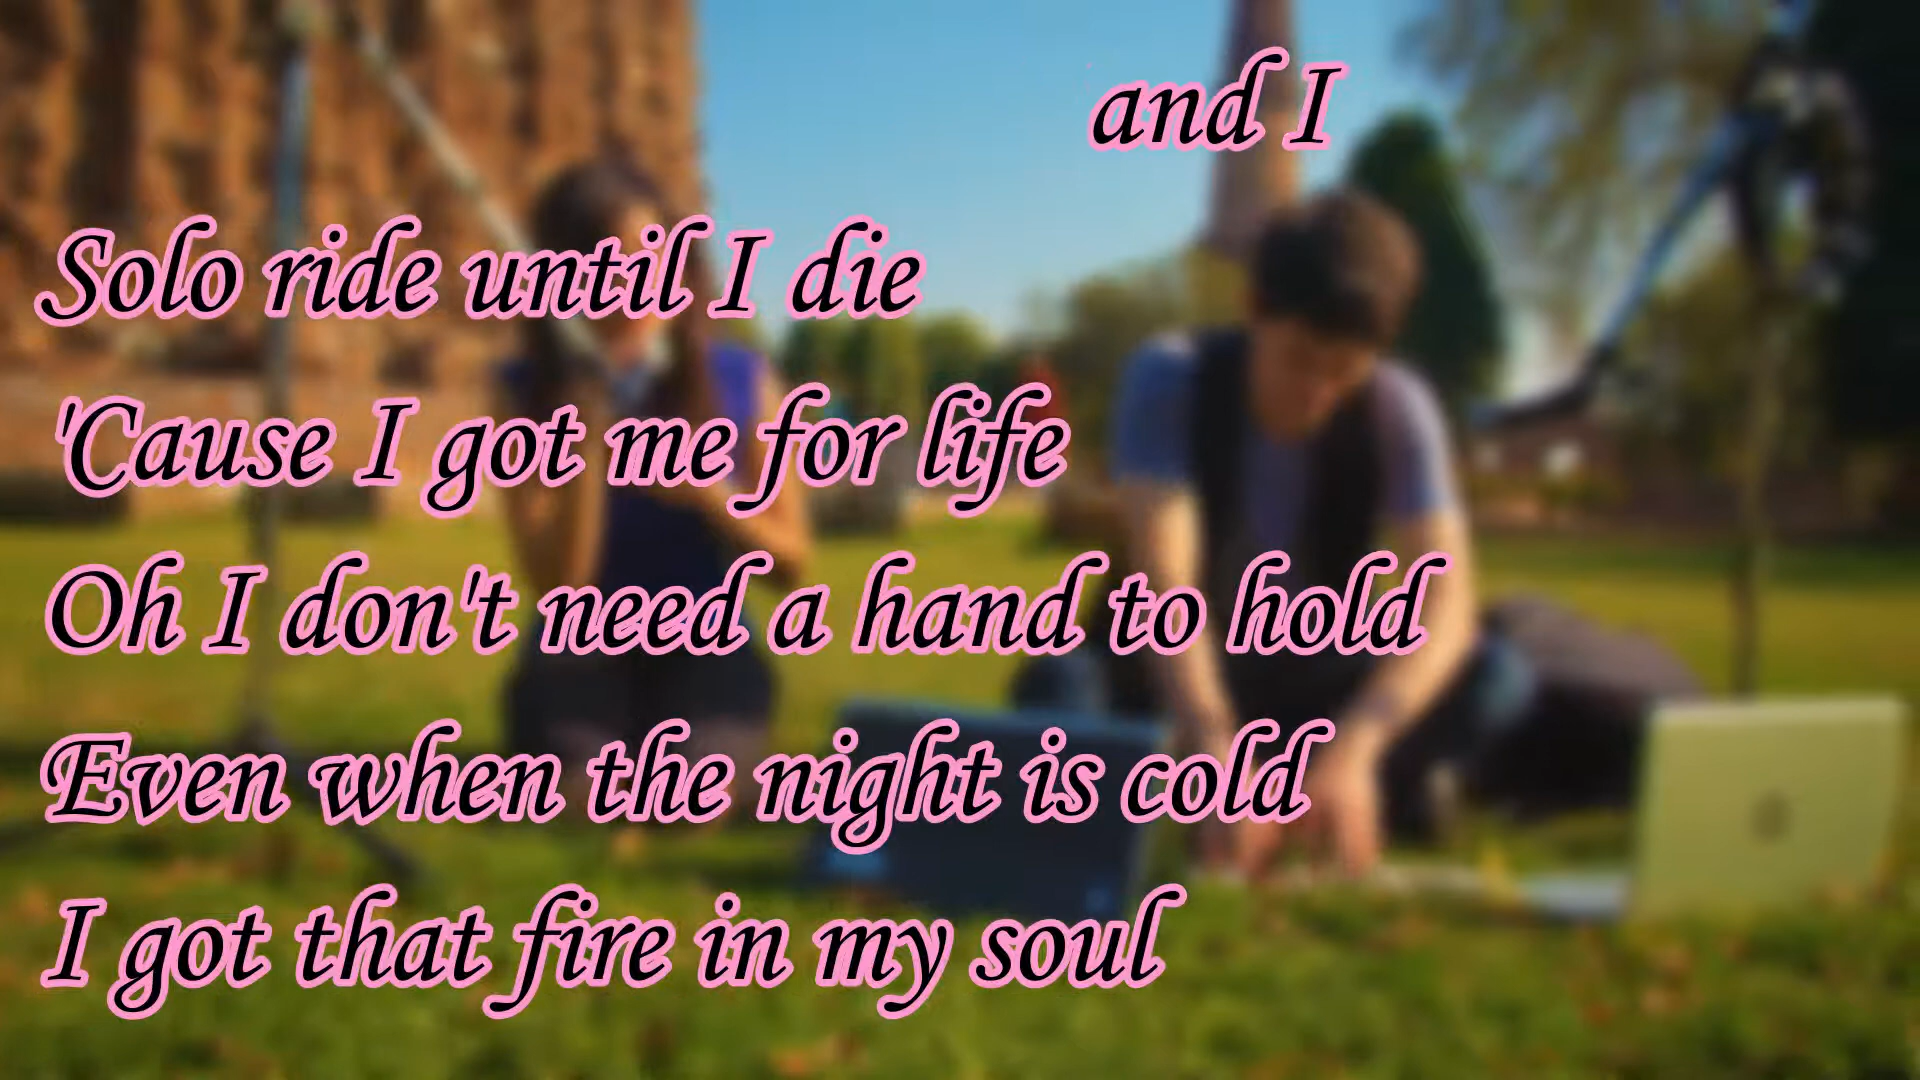 and I
Solo ride until I die
'Cause I got me for life
Oh I don't need a hand to hold
Even when the night is cold
I got that fire in my soul